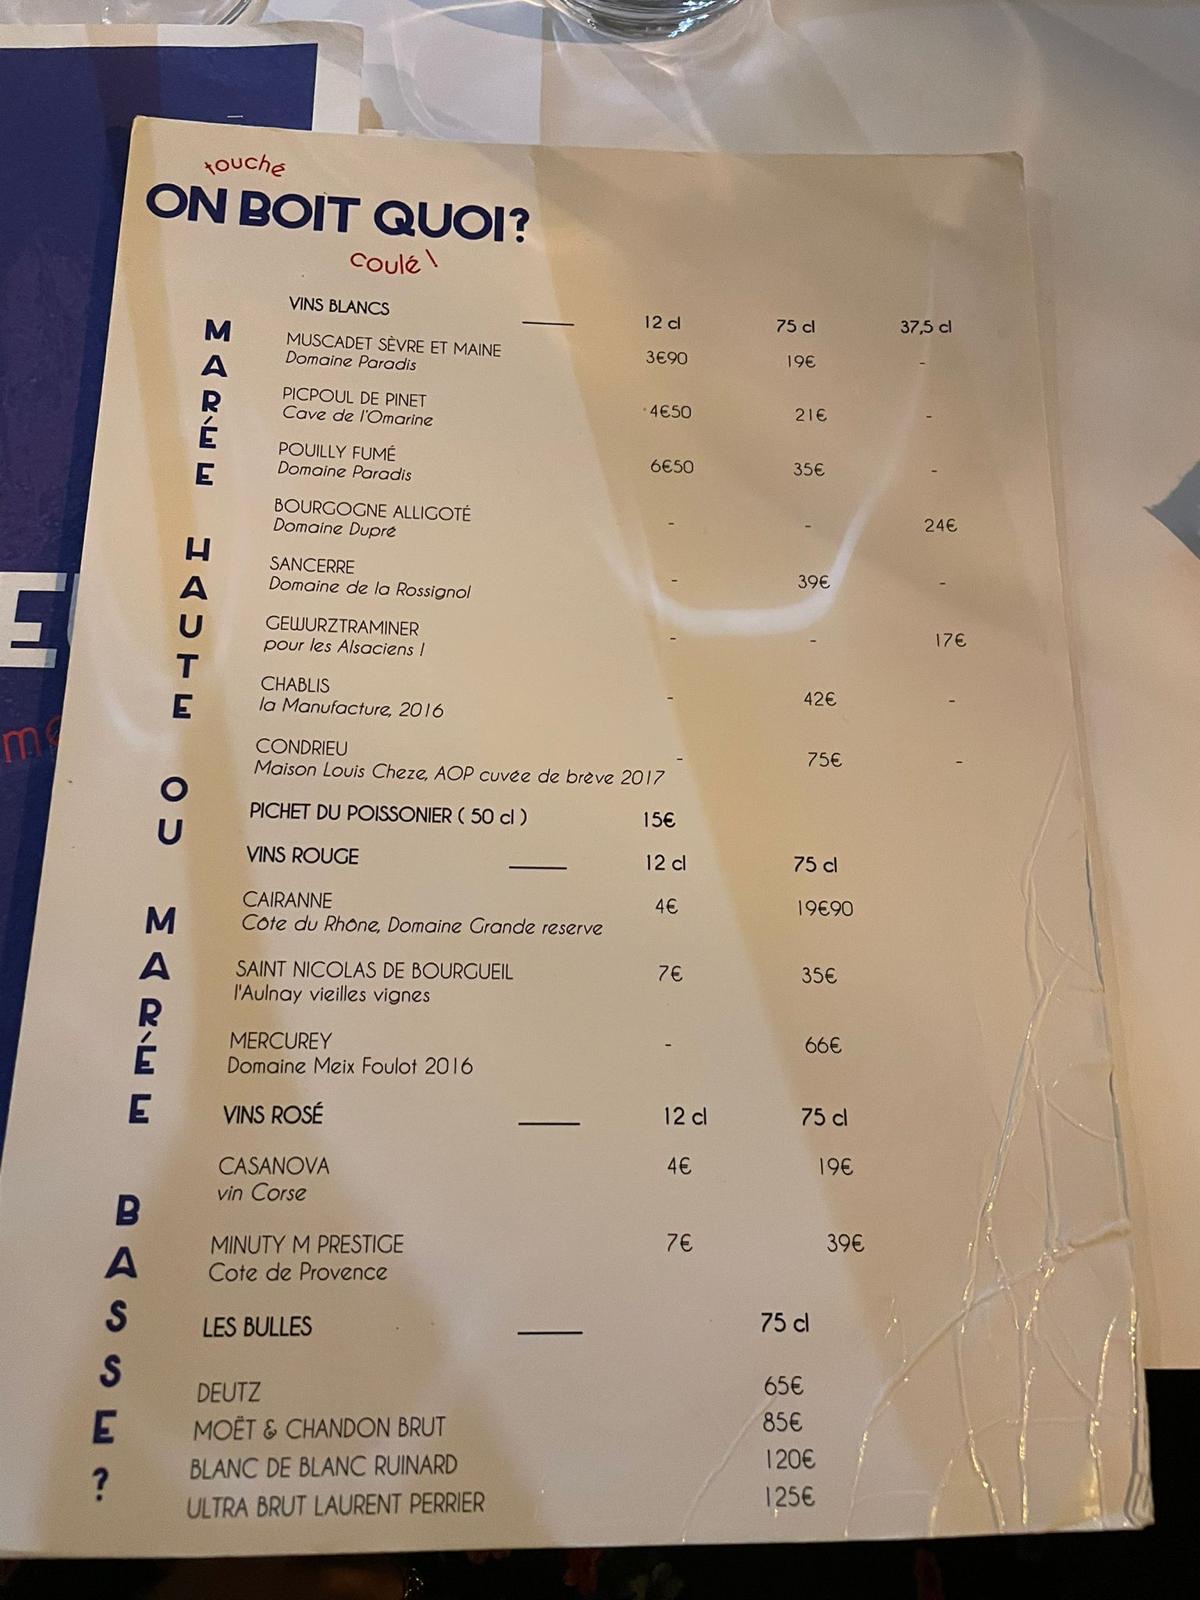 touché
ON BOIT QUOI?
coulé \
MARÉE HAUTE OU MARÉE BASSE?
VINS BLANCS 12 cl 75 cl 37,5 cl
MUSCADET SÈVRE ET MAINE 3€90 19€ -
Domaine Paradis
PICPOUL DE PINET 4€50 21€ -
Cave de l'Omarine
POUILLY FUMÉ 6€50 35€ -
Domaine Paradis
BOURGOGNE ALLIGOTÉ - - 24€
Domaine Dupré
SANCERRE - 39€ -
Domaine de la Rossignol
GEWURZTRAMINER - - 17€
pour les Alsaciens !
CHABLIS - 42€ -
la Manufacture, 2016
CONDRIEU - 75€ -
Maison Louis Cheze, AOP cuvée de brève 2017
PICHET DU POISSONIER ( 50 cl ) 15€
VINS ROUGE 12 cl 75 cl
CAIRANNE 4€ 19€90
Côte du Rhône, Domaine Grande reserve
SAINT NICOLAS DE BOURGUEIL 7€ 35€
l'Aulnay vieilles vignes
MERCUREY - 66€
Domaine Meix Foulot 2016
VINS ROSÉ 12 cl 75 cl
CASANOVA 4€ 19€
vin Corse
MINUTY M PRESTIGE 7€ 39€
Cote de Provence
LES BULLES 75 cl
DEUTZ 65€
MOËT & CHANDON BRUT 85€
BLANC DE BLANC RUINARD 120€
ULTRA BRUT LAURENT PERRIER 125€